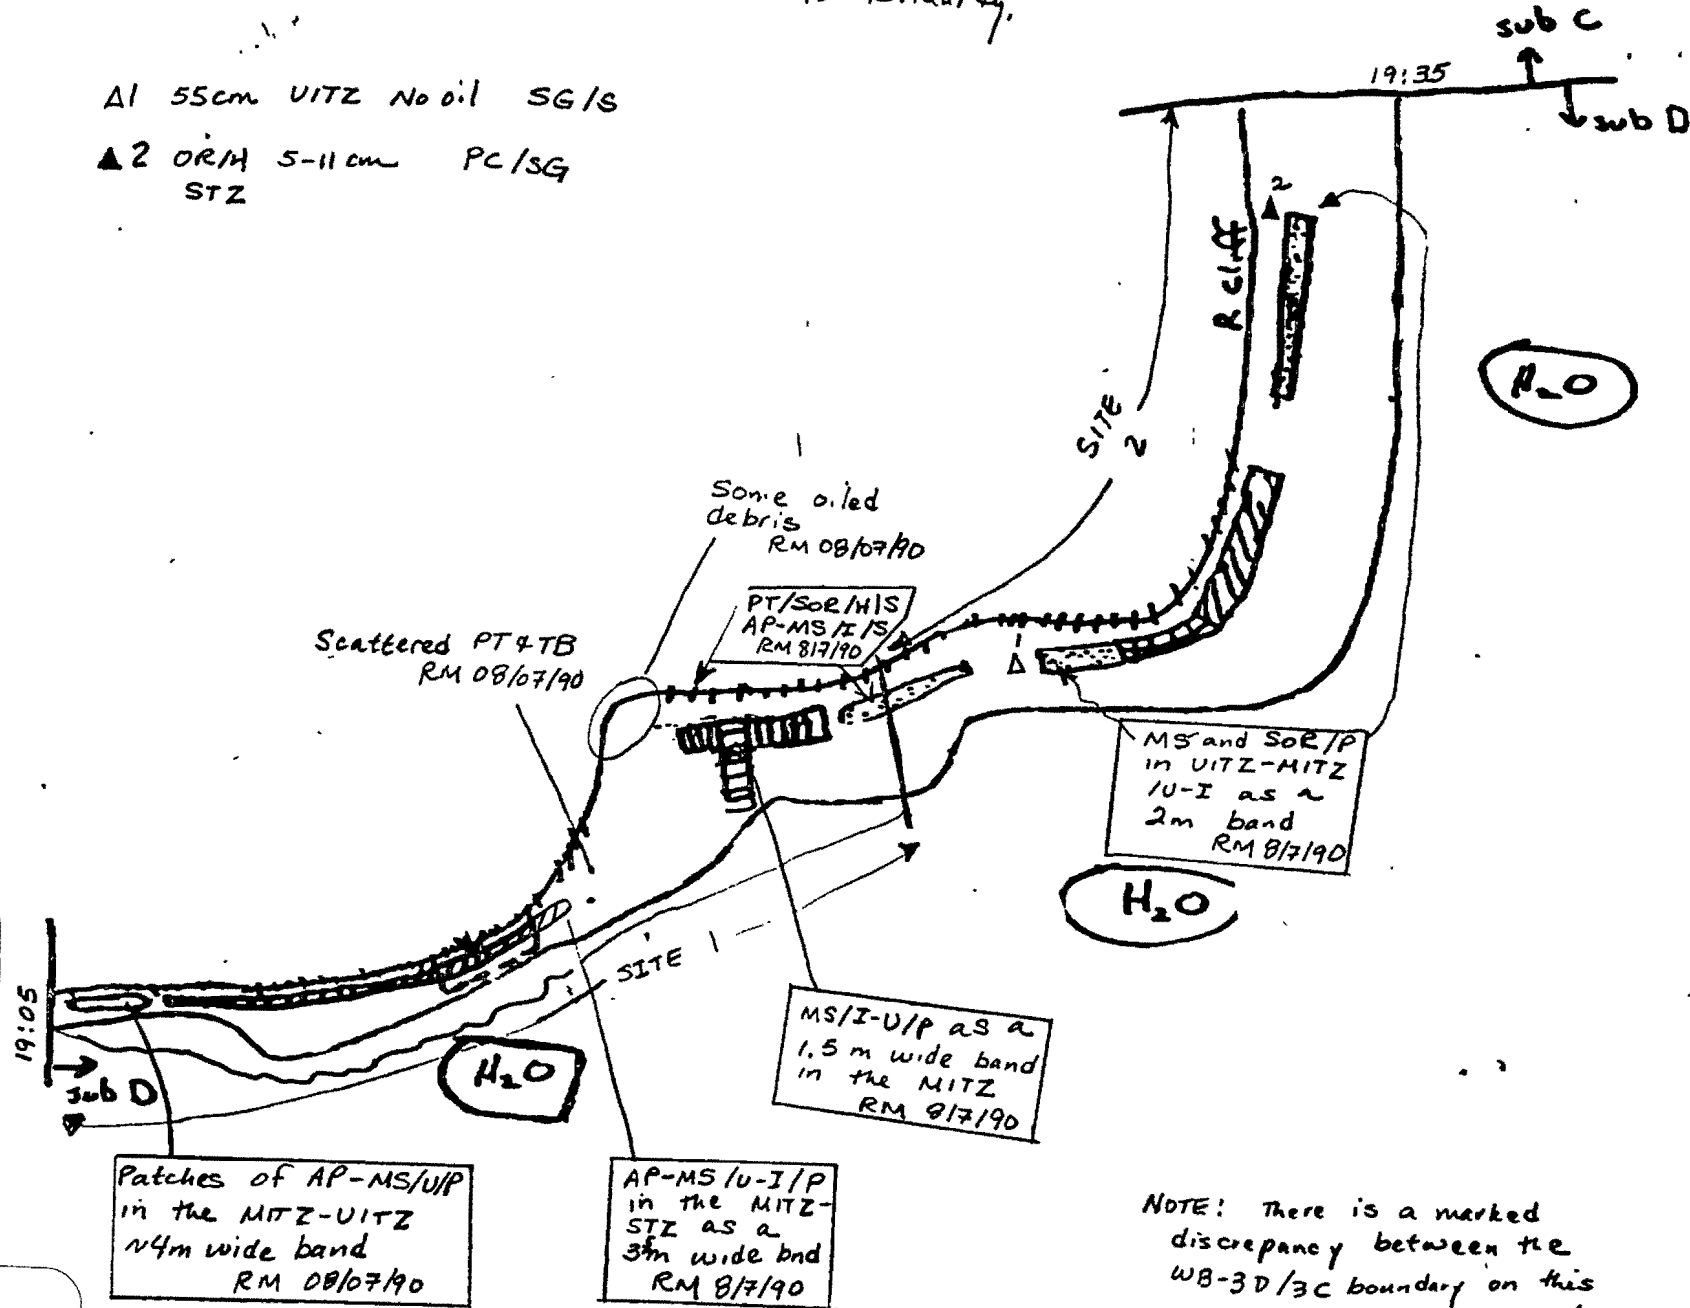 Δ1 55cm UITZ No oil SG/S
▲2 OR/H 5-11cm PC/SG
STZ
sub C
19:35
sub D
2
R cliff
H2O
SITE
2
Some oiled
debris
RM 08/07/90
PT/SOR/H/S
AP-MS/I/S
RM 8/7/90
Scattered PT & TB
RM 08/07/90
MS and SOR/P
in UITZ-MITZ
/U-I as a
2m band
RM 8/7/90
H2O
SITE 1
19:05
sub D
H2O
MS/I-U/P as a
1.5 m wide band
in the MITZ
RM 8/7/90
Patches of AP-MS/U/P
in the MITZ-UITZ
~4m wide band
RM 08/07/90
AP-MS/U-I/P
in the MITZ-
STZ as a
wide bnd
RM 8/7/90
NOTE: There is a marked
discrepancy between the
WB-3D/3C boundary on this